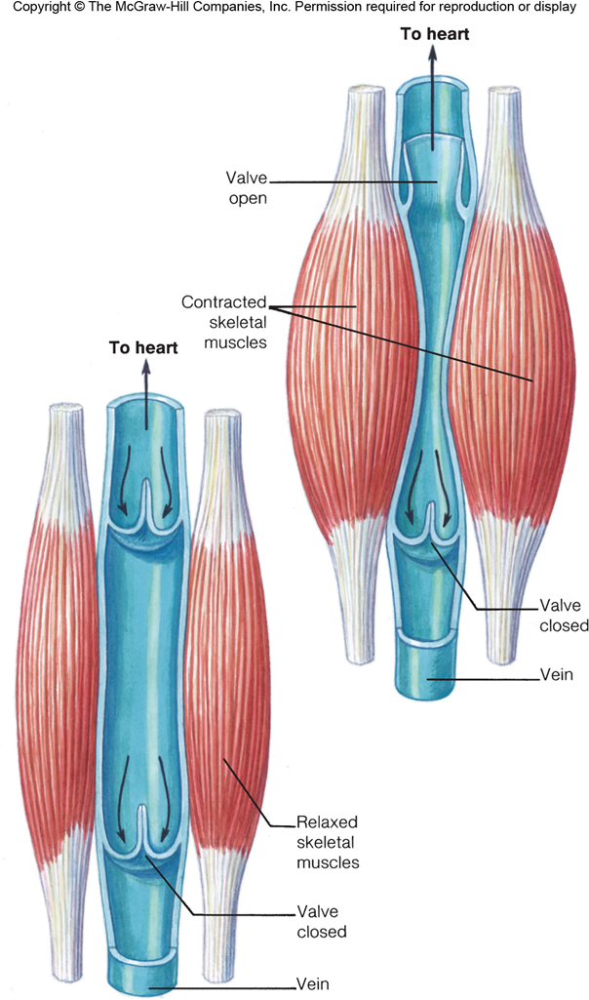 Copyright © The McGraw-Hill Companies, Inc. Permission required for reproduction or display
To heart
Valve
open
Contracted
skeletal
muscles
To heart
Valve
closed
Vein
Relaxed
skeletal
muscles
Valve
closed
Vein